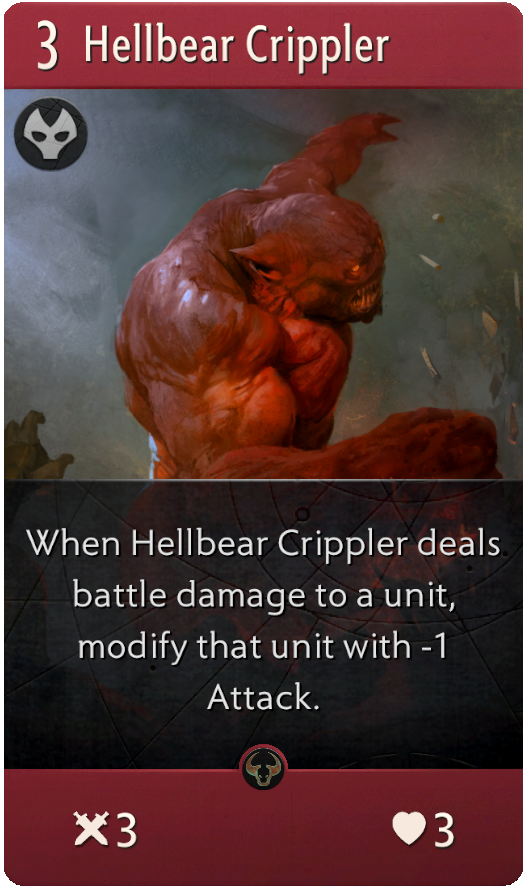 3 Hellbear Crippler
When Hellbear Crippler deals
battle damage to a unit,
modify that unit with -1
Attack.
3 3